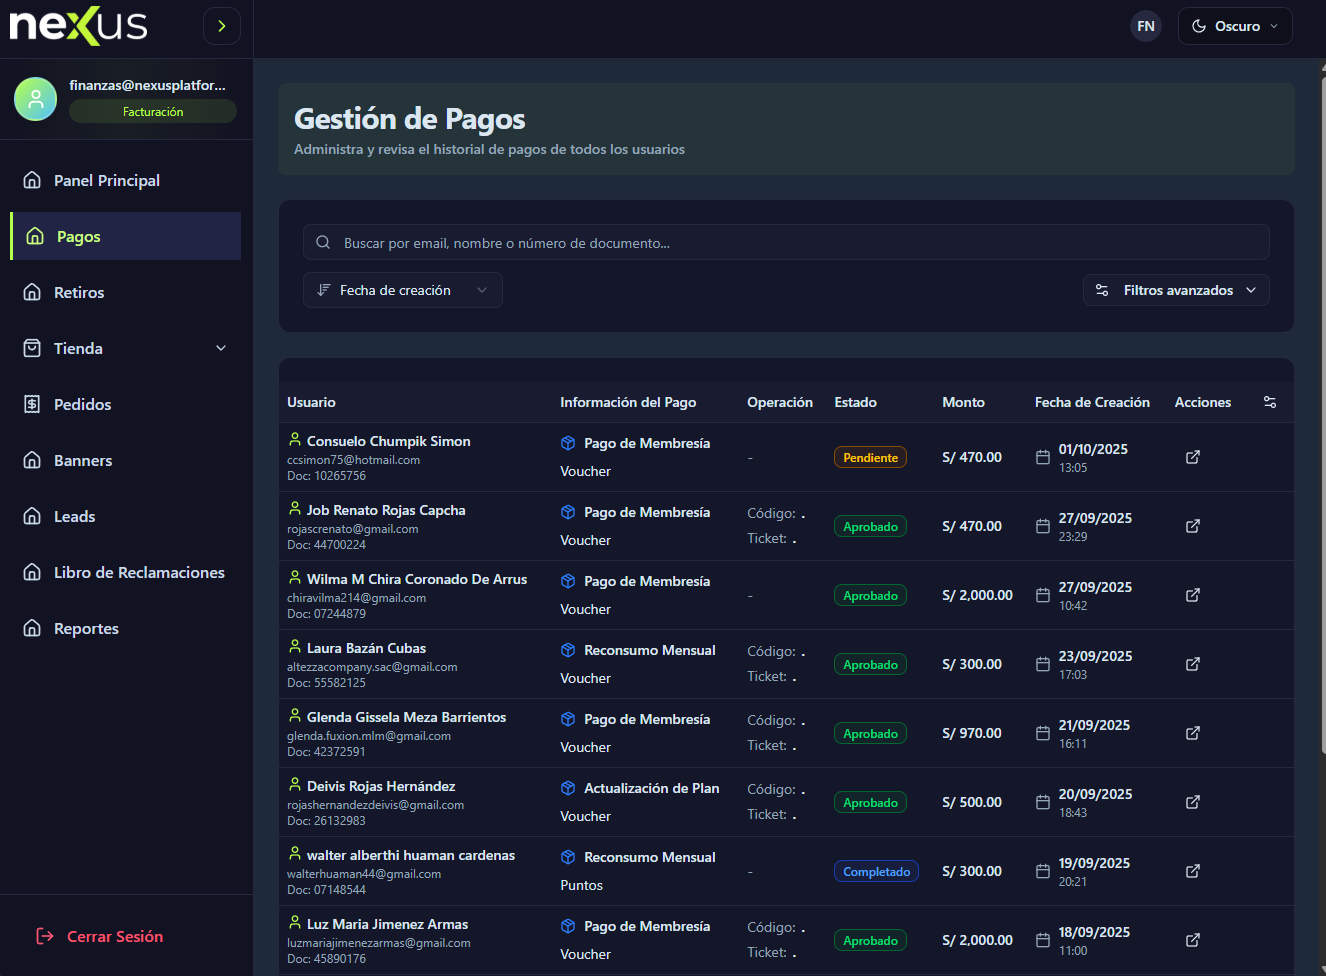 nexus
FN
Oscuro
finanzas@nexusplatfor...
Facturación
Panel Principal
Pagos
Retiros
Tienda
Pedidos
Banners
Leads
Libro de Reclamaciones
Reportes
Cerrar Sesión
Gestión de Pagos
Administra y revisa el historial de pagos de todos los usuarios
Buscar por email, nombre o número de documento...
Fecha de creación
Filtros avanzados
Usuario Información del Pago Operación Estado Monto Fecha de Creación Acciones
Consuelo Chumpik Simon
ccsimon75@hotmail.com
Doc: 10265756
Pago de Membresía
Voucher
-
Pendiente
S/ 470.00
01/10/2025
13:05
Job Renato Rojas Capcha
rojascrenato@gmail.com
Doc: 44700224
Pago de Membresía
Voucher
Código: .
Ticket: .
Aprobado
S/ 470.00
27/09/2025
23:29
Wilma M Chira Coronado De Arrus
chiravilma214@gmail.com
Doc: 07244879
Pago de Membresía
Voucher
-
Aprobado
S/ 2,000.00
27/09/2025
10:42
Laura Bazán Cubas
altezzacompany.sac@gmail.com
Doc: 55582125
Reconsumo Mensual
Voucher
Código: .
Ticket: .
Aprobado
S/ 300.00
23/09/2025
17:03
Glenda Gissela Meza Barrientos
glenda.fuxion.mlm@gmail.com
Doc: 42372591
Pago de Membresía
Voucher
Código: .
Ticket: .
Aprobado
S/ 970.00
21/09/2025
16:11
Deivis Rojas Hernández
rojashernandezdeivis@gmail.com
Doc: 26132983
Actualización de Plan
Voucher
Código: .
Ticket: .
Aprobado
S/ 500.00
20/09/2025
18:43
walter alberthi huaman cardenas
walterhuaman44@gmail.com
Doc: 07148544
Reconsumo Mensual
Puntos
-
Completado
S/ 300.00
19/09/2025
20:21
Luz Maria Jimenez Armas
luzmariajimenezarmas@gmail.com
Doc: 45890176
Pago de Membresía
Voucher
Código: .
Ticket: .
Aprobado
S/ 2,000.00
18/09/2025
11:00